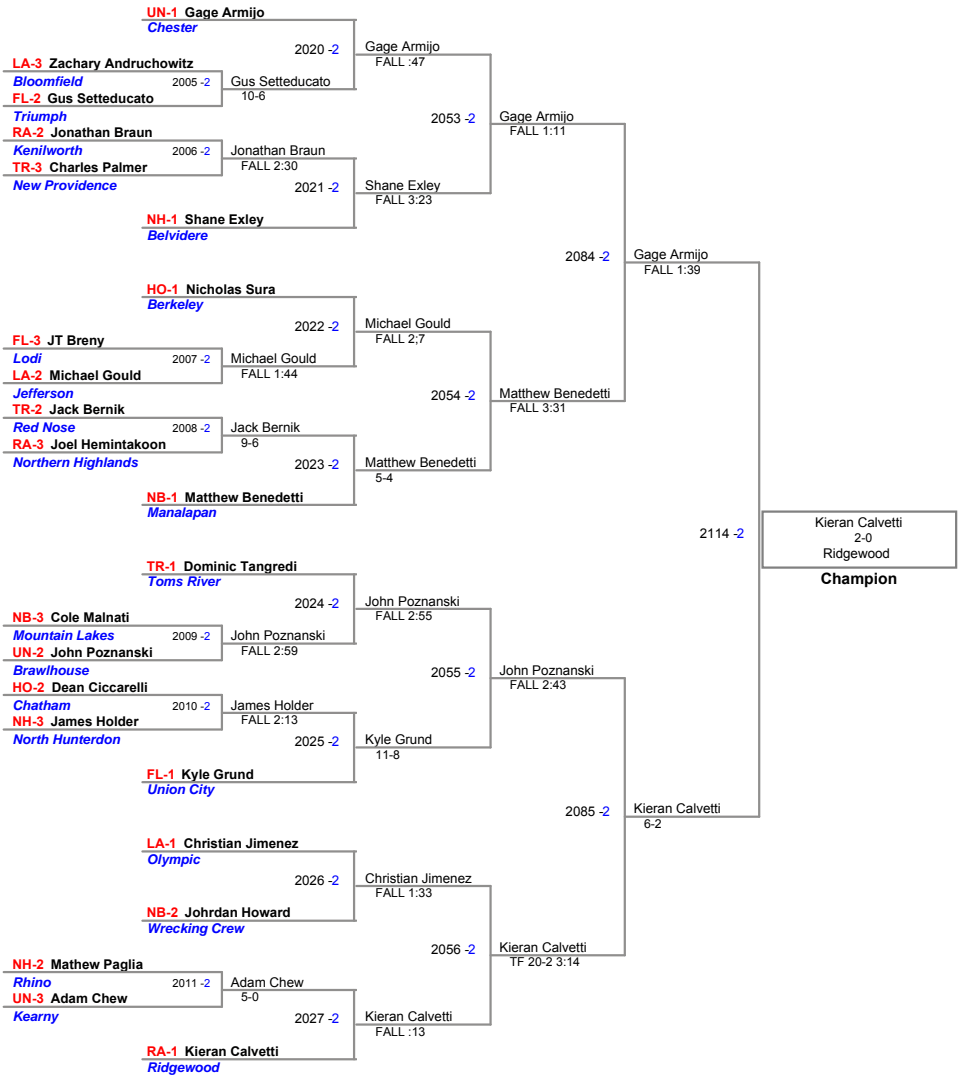 UN-1 Gage Armijo
Chester
2020 -2
Gage Armijo
FALL :47
LA-3 Zachary Andruchowitz
Bloomfield
2005 -2
Gus Setteducato
10-6
FL-2 Gus Setteducato
Triumph
2053 -2
Gage Armijo
FALL 1:11
RA-2 Jonathan Braun
Kenilworth
2006 -2
Jonathan Braun
FALL 2:30
TR-3 Charles Palmer
New Providence
2021 -2
Shane Exley
FALL 3:23
NH-1 Shane Exley
Belvidere
2084 -2
Gage Armijo
FALL 1:39
HO-1 Nicholas Sura
Berkeley
2022 -2
Michael Gould
FALL 2;7
FL-3 JT Breny
Lodi
2007 -2
Michael Gould
FALL 1:44
LA-2 Michael Gould
Jefferson
2054 -2
Matthew Benedetti
FALL 3:31
TR-2 Jack Bernik
Red Nose
2008 -2
Jack Bernik
9-6
RA-3 Joel Hemintakoon
Northern Highlands
2023 -2
Matthew Benedetti
5-4
NB-1 Matthew Benedetti
Manalapan
2114 -2
Kieran Calvetti
2-0
Ridgewood
Champion
TR-1 Dominic Tangredi
Toms River
2024 -2
John Poznanski
FALL 2:55
NB-3 Cole Malnati
Mountain Lakes
2009 -2
John Poznanski
FALL 2:59
UN-2 John Poznanski
Brawlhouse
2055 -2
John Poznanski
FALL 2:43
HO-2 Dean Ciccarelli
Chatham
2010 -2
James Holder
FALL 2:13
NH-3 James Holder
North Hunterdon
2025 -2
Kyle Grund
11-8
FL-1 Kyle Grund
Union City
2085 -2
Kieran Calvetti
6-2
LA-1 Christian Jimenez
Olympic
2026 -2
Christian Jimenez
FALL 1:33
NB-2 Johrdan Howard
Wrecking Crew
2056 -2
Kieran Calvetti
TF 20-2 3:14
NH-2 Mathew Paglia
Rhino
2011 -2
Adam Chew
5-0
UN-3 Adam Chew
Kearny
2027 -2
Kieran Calvetti
FALL :13
RA-1 Kieran Calvetti
Ridgewood